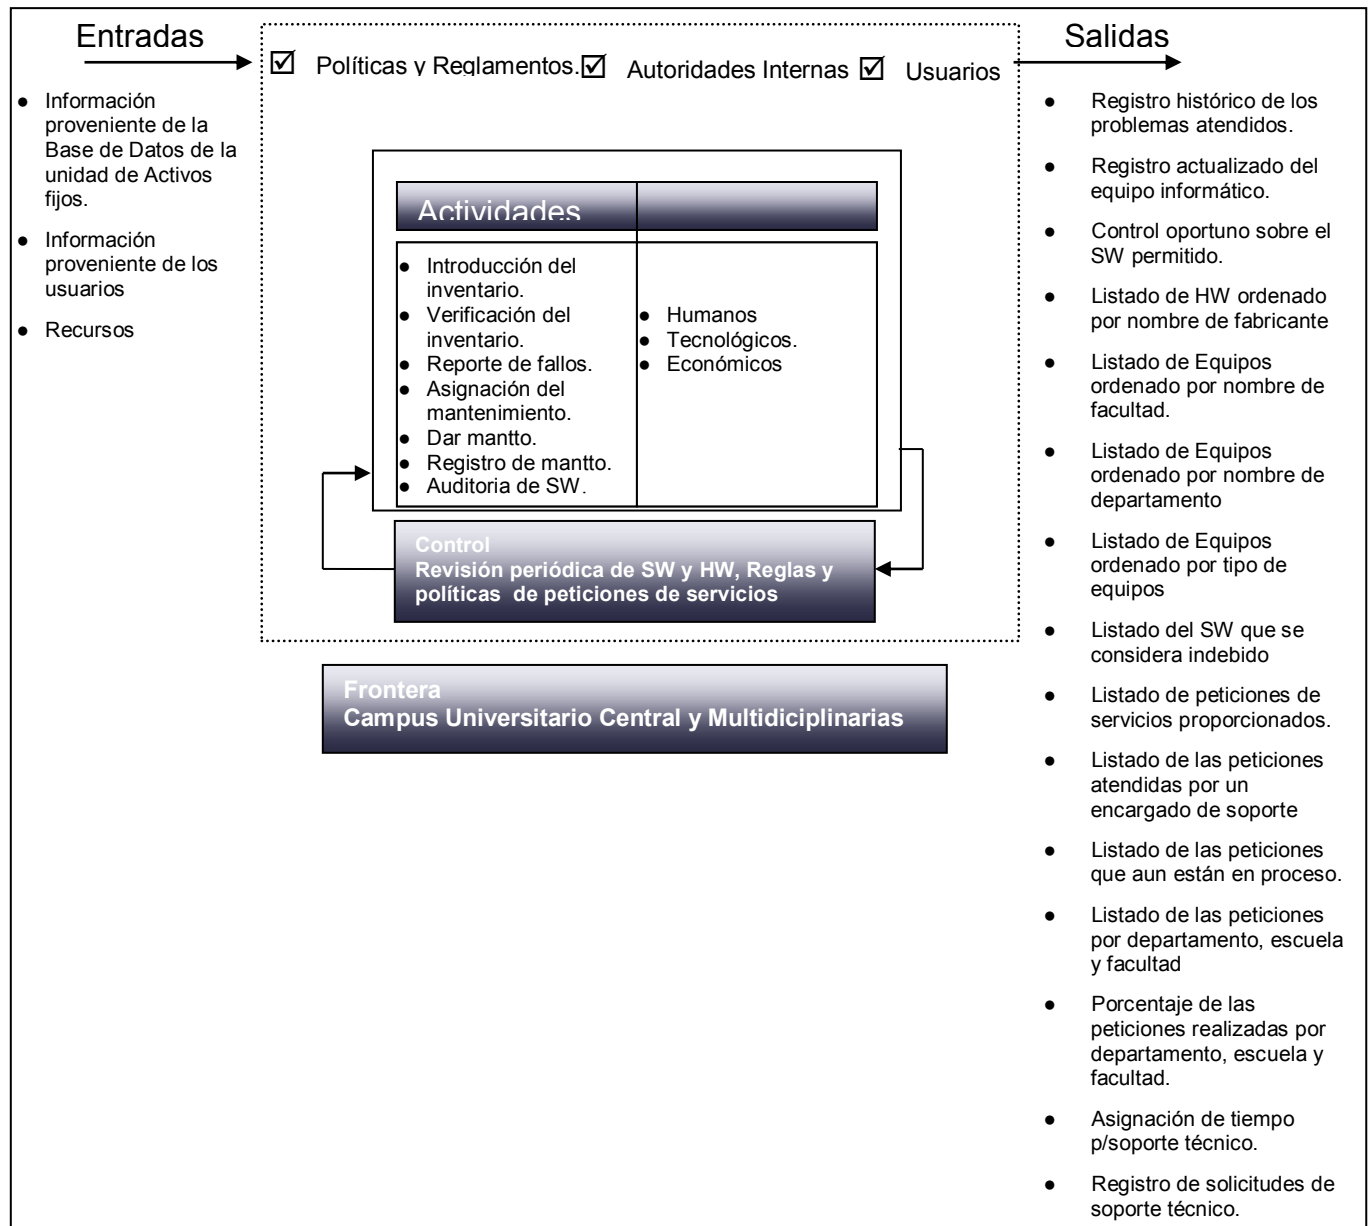 Entradas
Salidas
Políticas y Reglamentos.
Autoridades Internas
Usuarios
● Información
proveniente de la
Base de Datos de la
unidad de Activos
fijos.
● Información
proveniente de los
usuarios
● Recursos
Actividades
● Introducción del
inventario.
● Verificación del
inventario.
● Reporte de fallos.
● Asignación del
mantenimiento.
● Dar mantto.
● Registro de mantto.
● Auditoria de SW.
● Humanos
● Tecnológicos.
● Económicos
Control
Revisión periódica de SW y HW, Reglas y
políticas de peticiones de servicios
Frontera
Campus Universitario Central y Multidiciplinarias
● Registro histórico de los
problemas atendidos.
● Registro actualizado del
equipo informático.
● Control oportuno sobre el
SW permitido.
● Listado de HW ordenado
por nombre de fabricante
● Listado de Equipos
ordenado por nombre de
facultad.
● Listado de Equipos
ordenado por nombre de
departamento
● Listado de Equipos
ordenado por tipo de
equipos
● Listado del SW que se
considera indebido
● Listado de peticiones de
servicios proporcionados.
● Listado de las peticiones
atendidas por un
encargado de soporte
● Listado de las peticiones
que aun están en proceso.
● Listado de las peticiones
por departamento, escuela
y facultad
● Porcentaje de las
peticiones realizadas por
departamento, escuela y
facultad.
● Asignación de tiempo
p/soporte técnico.
● Registro de solicitudes de
soporte técnico.